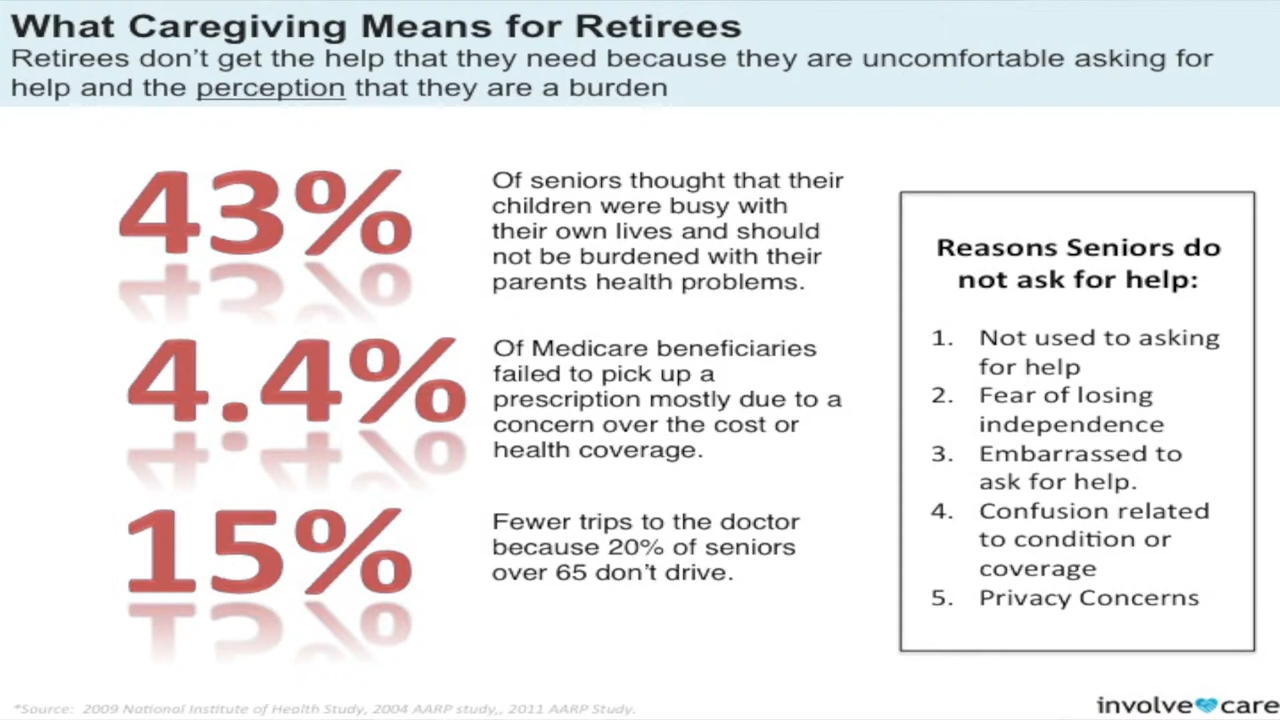 What Caregiving Means for Retirees
Retirees don't get the help that they need because they are uncomfortable asking for
help and the perception that they are a burden
43%
Of seniors thought that their
children were busy with
their own lives and should
not be burdened with their
parents health problems.
4.4%
Of Medicare beneficiaries
failed to pick up a
prescription mostly due to a
concern over the cost or
health coverage.
15%
Fewer trips to the doctor
because 20% of seniors
over 65 don't drive.
Reasons Seniors do
not ask for help:
1. Not used to asking
for help
2. Fear of losing
independence
3. Embarrassed to
ask for help.
4. Confusion related
to condition or
coverage
5. Privacy Concerns
*Source: 2009 National Institute of Health Study, 2004 AARP study,, 2011 AARP Study.
involve care